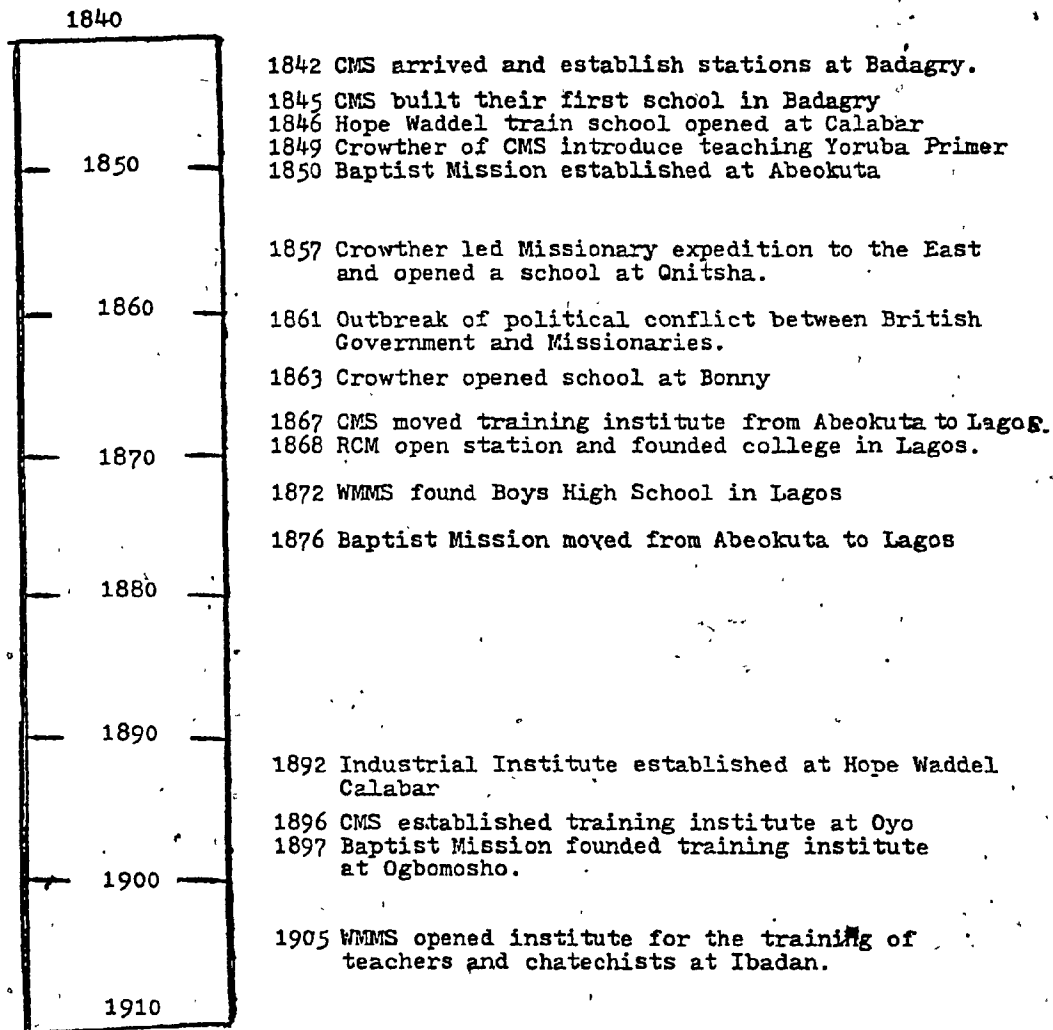 1840
1842 CMS arrived and establish stations at Badagry.
1845 CMS built their first school in Badagry
1846 Hope Waddel train school opened at Calabar
1849 Crowther of CMS introduce teaching Yoruba Primer
1850
1850 Baptist Mission established at Abeokuta
1857 Crowther led Missionary expedition to the East
and opened a school at Onitsha.
1860
1861 Outbreak of political conflict between British
Government and Missionaries.
1863 Crowther opened school at Bonny
1867 CMS moved training institute from Abeokuta to Lagos.
1868 RCM open station and founded college in Lagos.
1870
1872 WMMS found Boys High School in Lagos
1876 Baptist Mission moved from Abeokuta to Lagos
1880
1890
1892 Industrial Institute established at Hope Waddel
Calabar
1896 CMS established training institute at Oyo
1897 Baptist Mission founded training institute
at Ogbomosho.
1900
1905 WMMS opened institute for the training of
teachers and chatechists at Ibadan.
1910